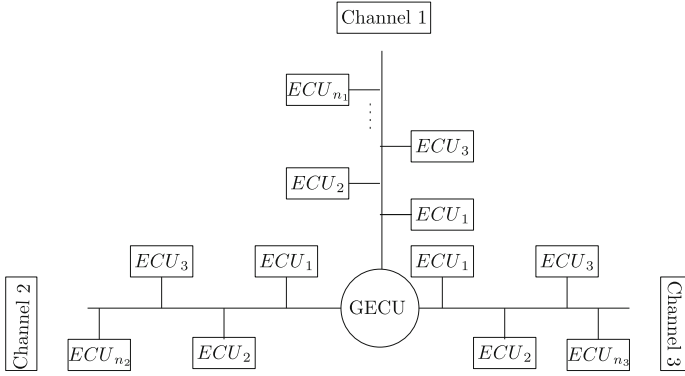 Channel 1
ECU_{n_1}
ECU_3
ECU_2
ECU_1
ECU_3
ECU_1
ECU_1
ECU_3
Channel 2
GECU
Channel 3
ECU_{n_2}
ECU_2
ECU_2
ECU_{n_3}